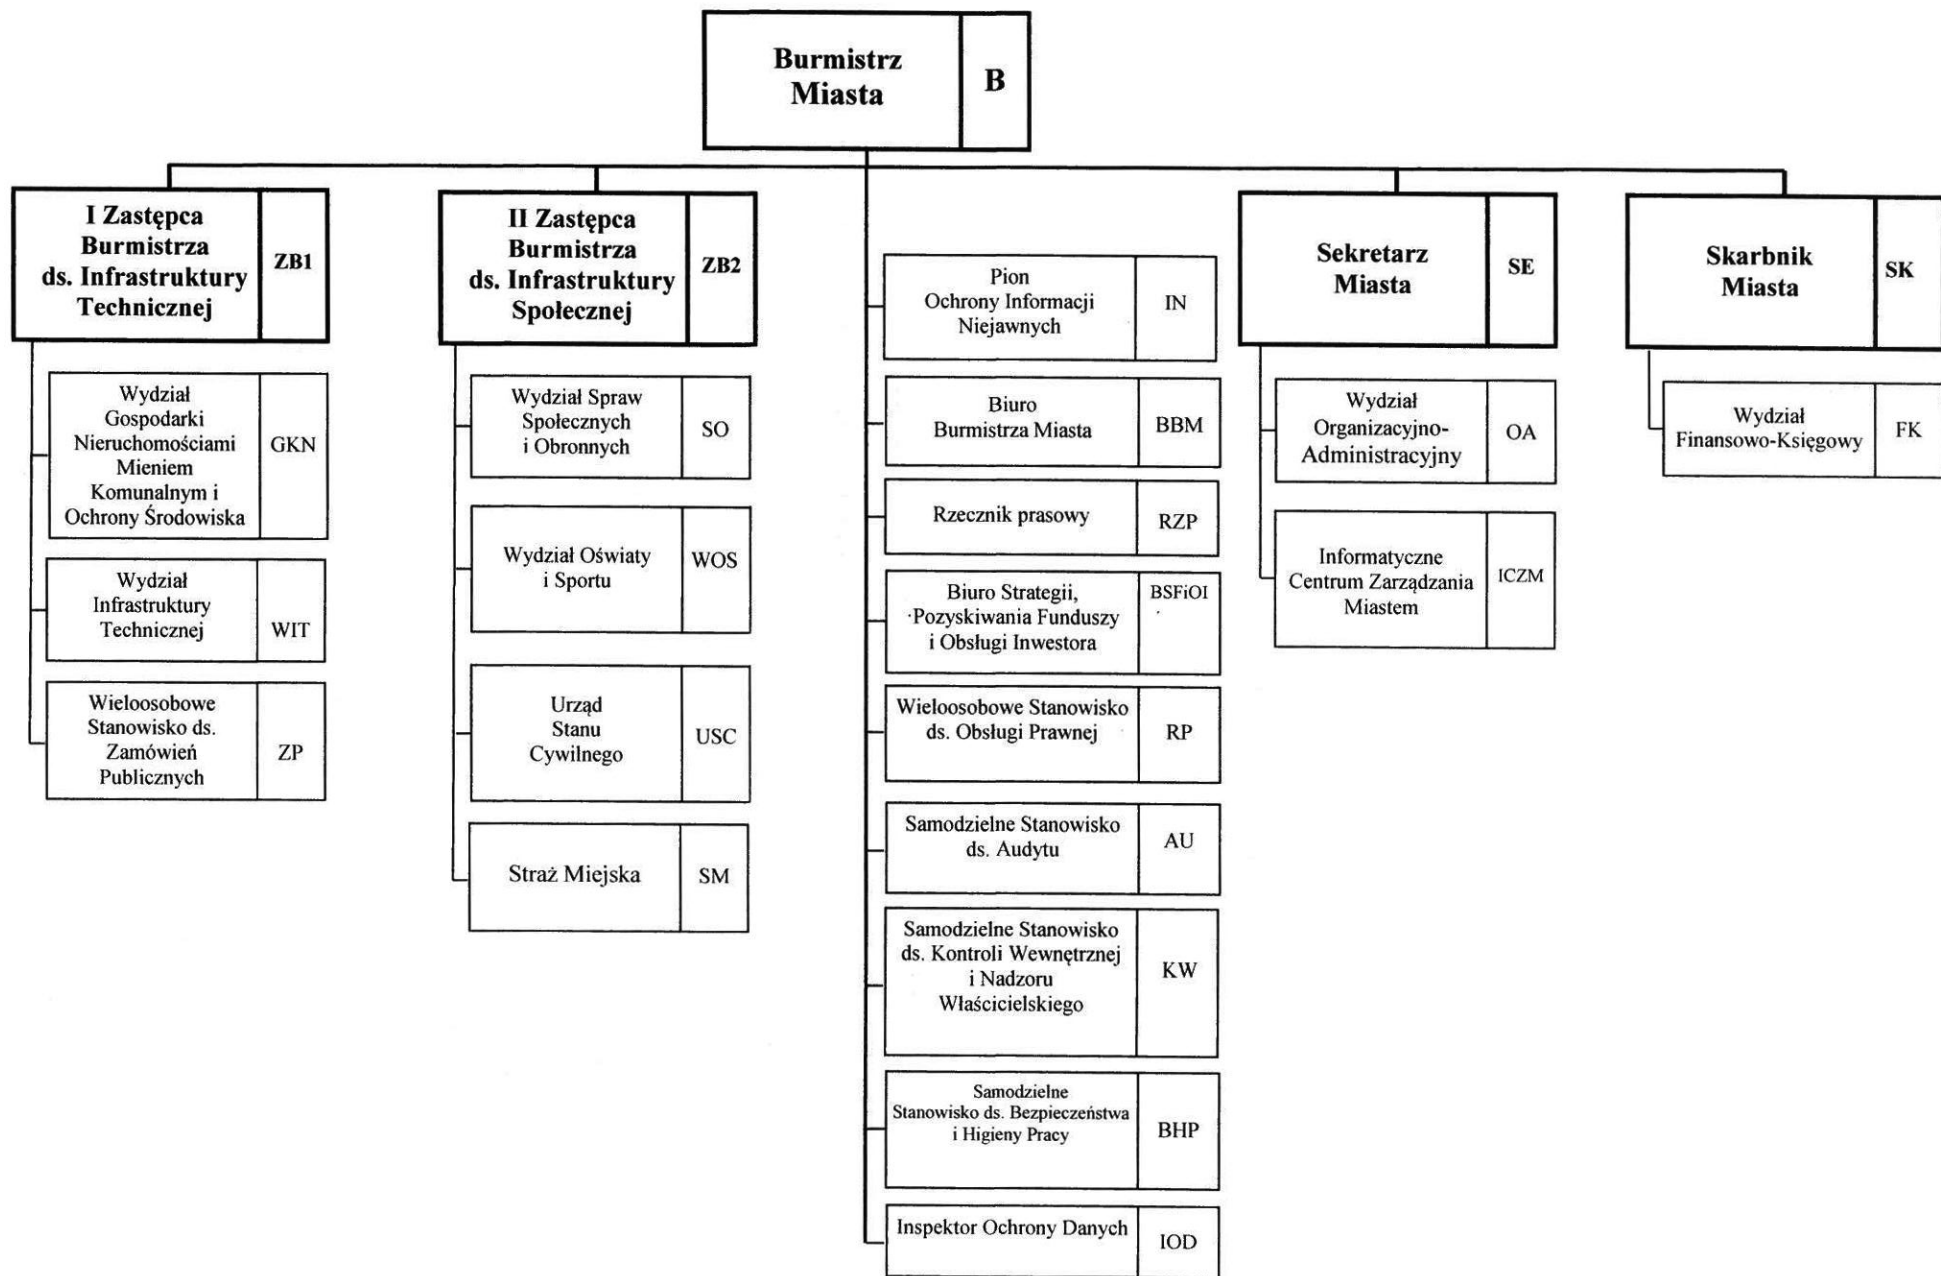 Burmistrz
Miasta
B
I Zastępca
Burmistrza
ds. Infrastruktury
Technicznej
ZB1
Wydział
Gospodarki
Nieruchomościami
Mieniem
Komunalnym i
Ochrony Środowiska
GKN
Wydział
Infrastruktury
Technicznej
WIT
Wieloosobowe
Stanowisko ds.
Zamówień
Publicznych
ZP
II Zastępca
Burmistrza
ds. Infrastruktury
Społecznej
ZB2
Wydział Spraw
Społecznych
i Obronnych
SO
Wydział Oświaty
i Sportu
WOS
Urząd
Stanu
Cywilnego
USC
Straż Miejska
SM
Pion
Ochrony Informacji
Niejawnych
IN
Biuro
Burmistrza Miasta
BBM
Rzecznik prasowy
RZP
Biuro Strategii,
Pozyskiwania Funduszy
i Obsługi Inwestora
BSFiOI
Wieloosobowe Stanowisko
ds. Obsługi Prawnej
RP
Samodzielne Stanowisko
ds. Audytu
AU
Samodzielne Stanowisko
ds. Kontroli Wewnętrznej
i Nadzoru
Właścicielskiego
KW
Samodzielne
Stanowisko ds. Bezpieczeństwa
i Higieny Pracy
BHP
Inspektor Ochrony Danych
IOD
Sekretarz
Miasta
SE
Wydział
Organizacyjno-
Administracyjny
OA
Informatyczne
Centrum Zarządzania
Miastem
ICZM
Skarbnik
Miasta
SK
Wydział
Finansowo-Księgowy
FK